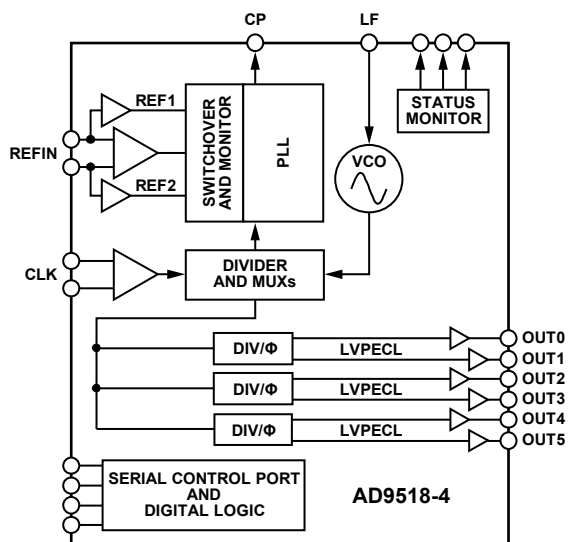 CP
LF
REF1
SWITCHOVER
AND MONITOR
PLL
STATUS
MONITOR
REFIN
VCO
REF2
CLK
DIVIDER
AND MUXs
DIV/Φ
LVPECL
OUT0
OUT1
DIV/Φ
LVPECL
OUT2
OUT3
DIV/Φ
LVPECL
OUT4
OUT5
SERIAL CONTROL PORT
AND
DIGITAL LOGIC
AD9518-4